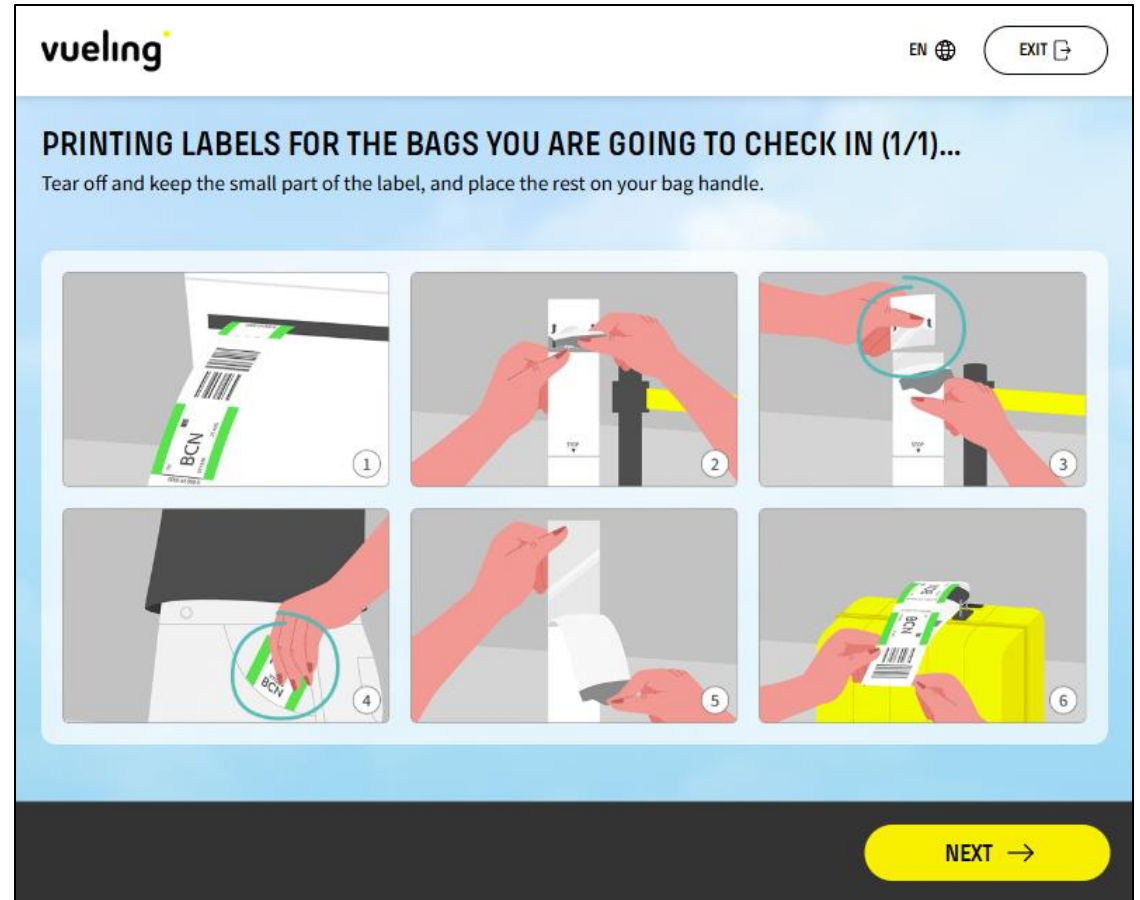 vueling
EN
EXIT
PRINTING LABELS FOR THE BAGS YOU ARE GOING TO CHECK IN (1/1)...
Tear off and keep the small part of the label, and place the rest on your bag handle.
BCN
1
STOP
2
STOP
3
BCN
4
5
BCN
6
NEXT →